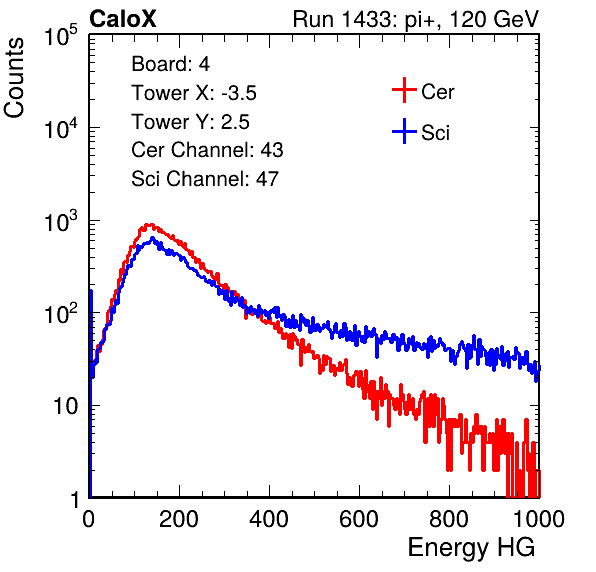 CaloX Run 1433: pi+, 120 GeV
Counts
10^5
10^4
10^3
10^2
10
1
Board: 4
Tower X: -3.5
Tower Y: 2.5
Cer Channel: 43
Sci Channel: 47
Cer
Sci
0 200 400 600 800 1000
Energy HG